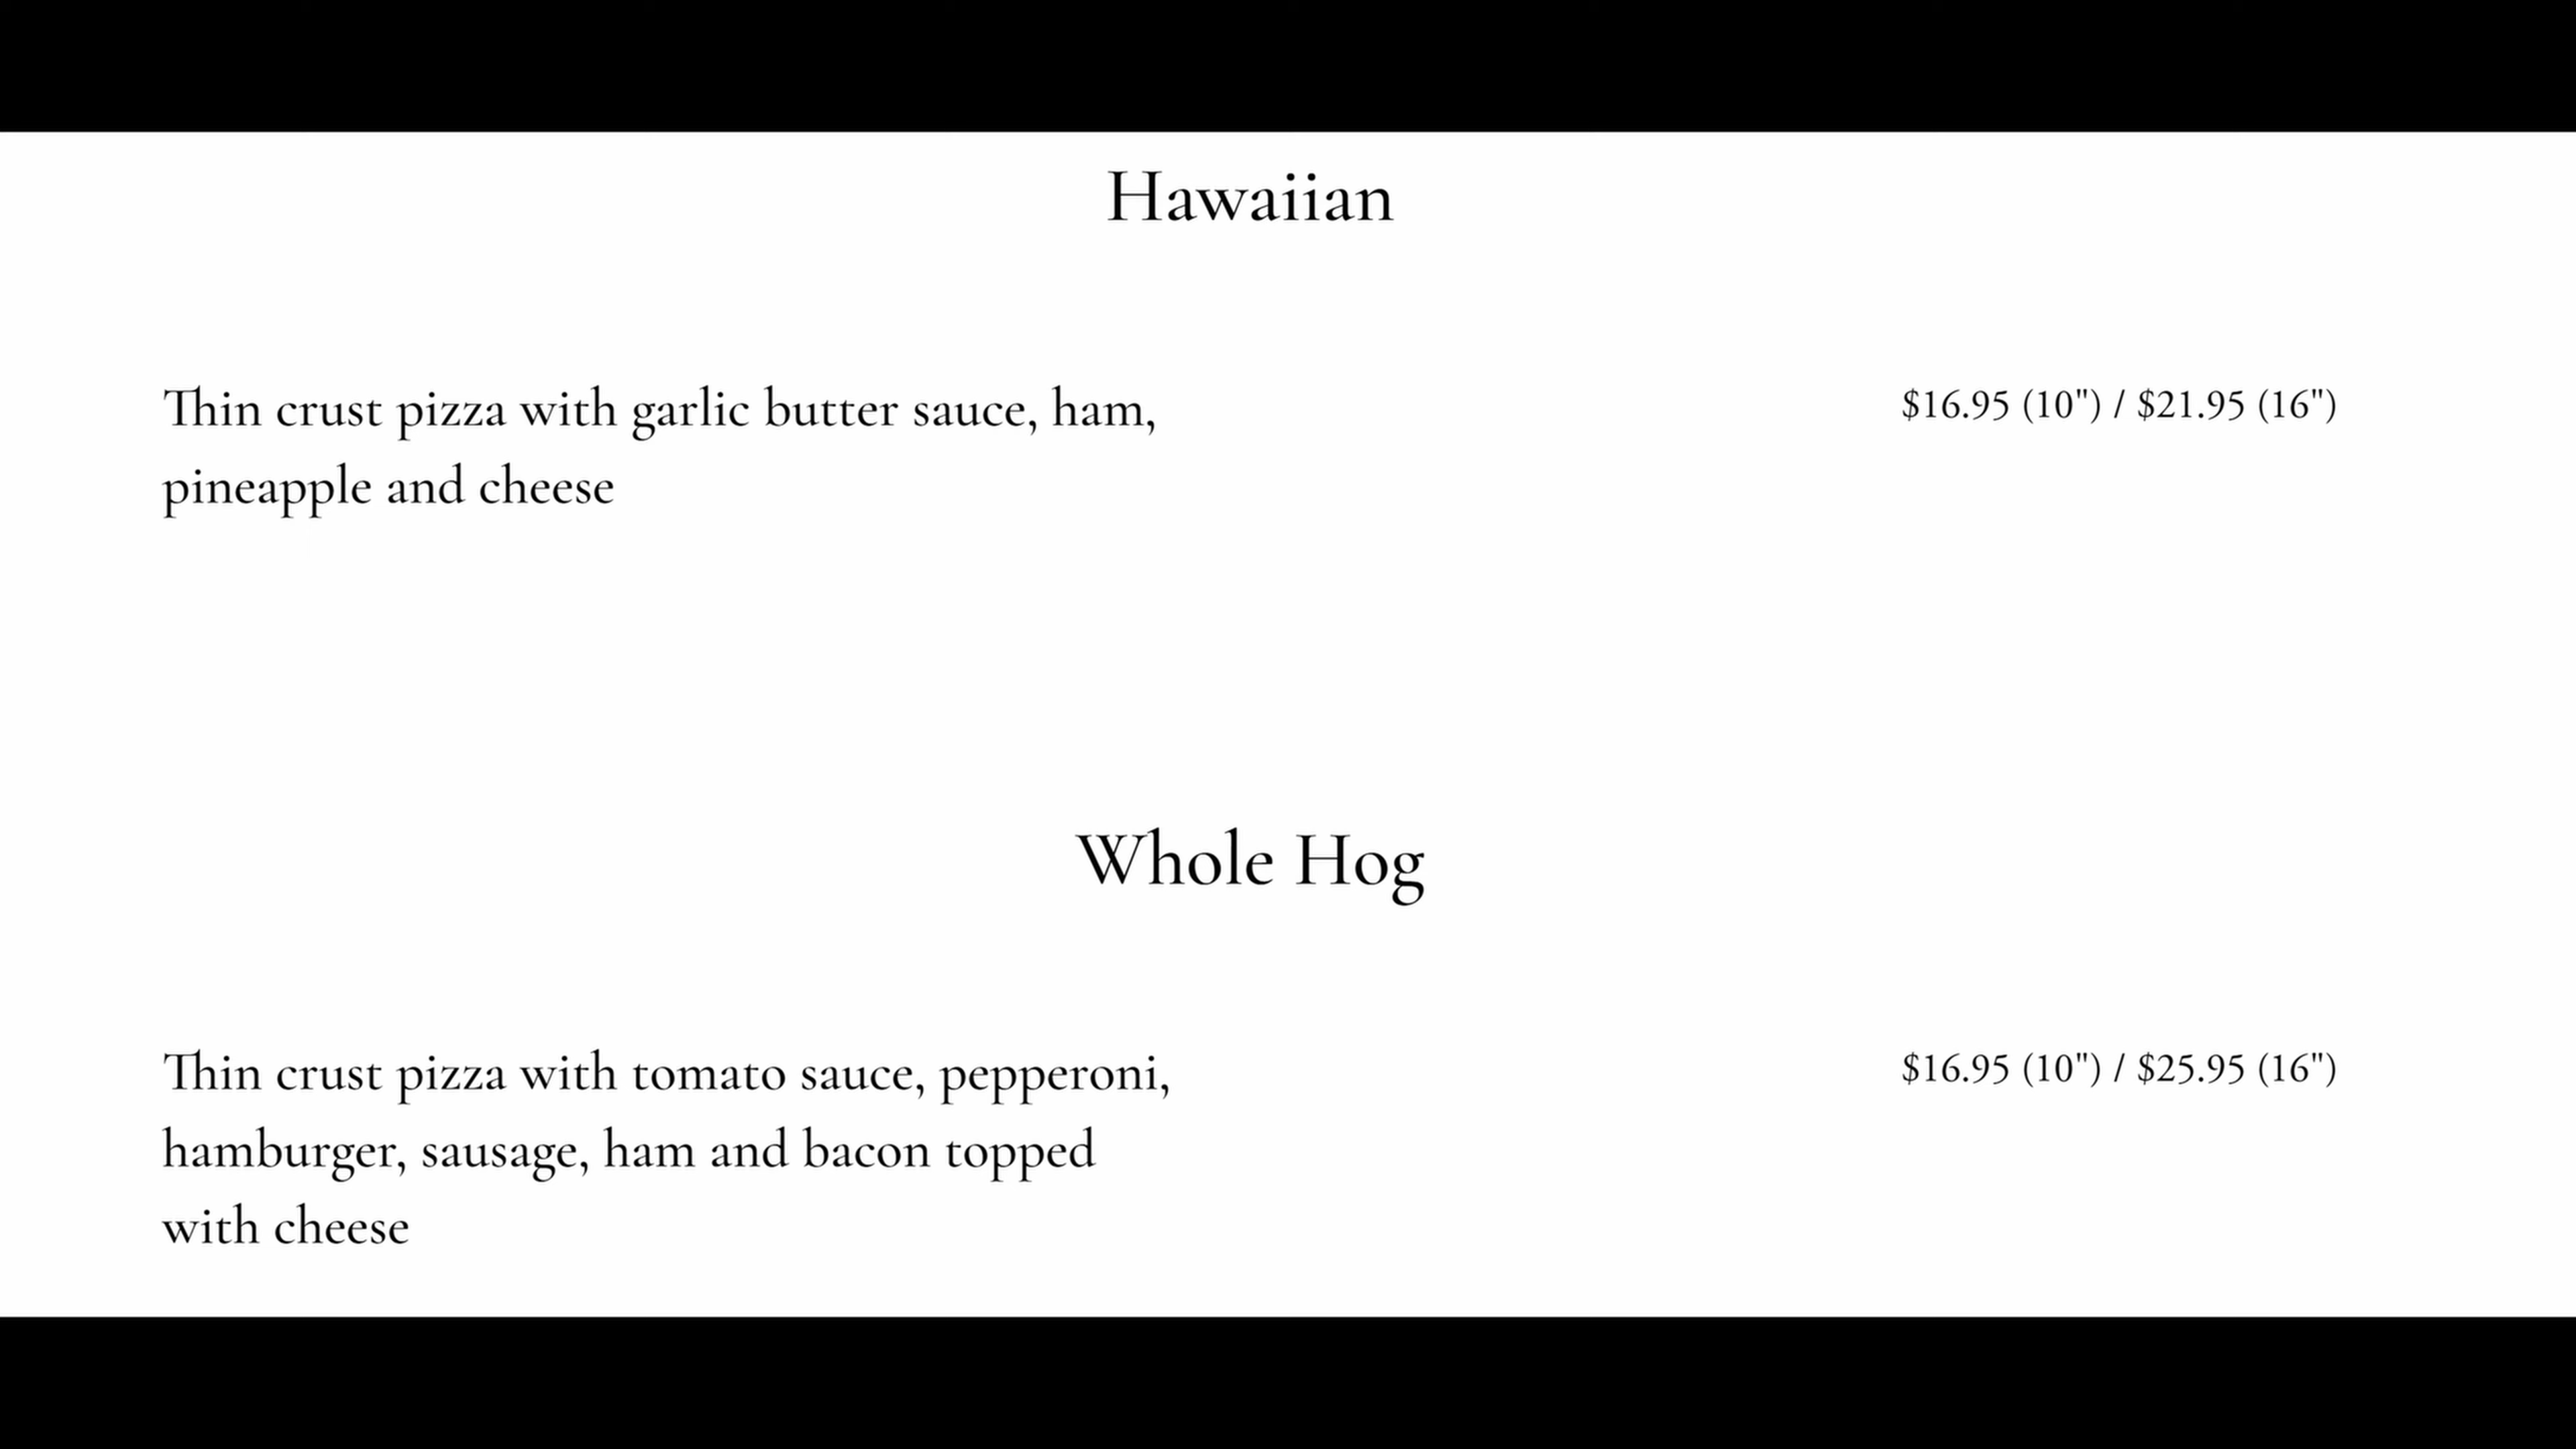 Hawaiian
Thin crust pizza with garlic butter sauce, ham,
pineapple and cheese
$16.95 (10") / $21.95 (16")
Whole Hog
Thin crust pizza with tomato sauce, pepperoni,
hamburger, sausage, ham and bacon topped
with cheese
$16.95 (10") / $25.95 (16")